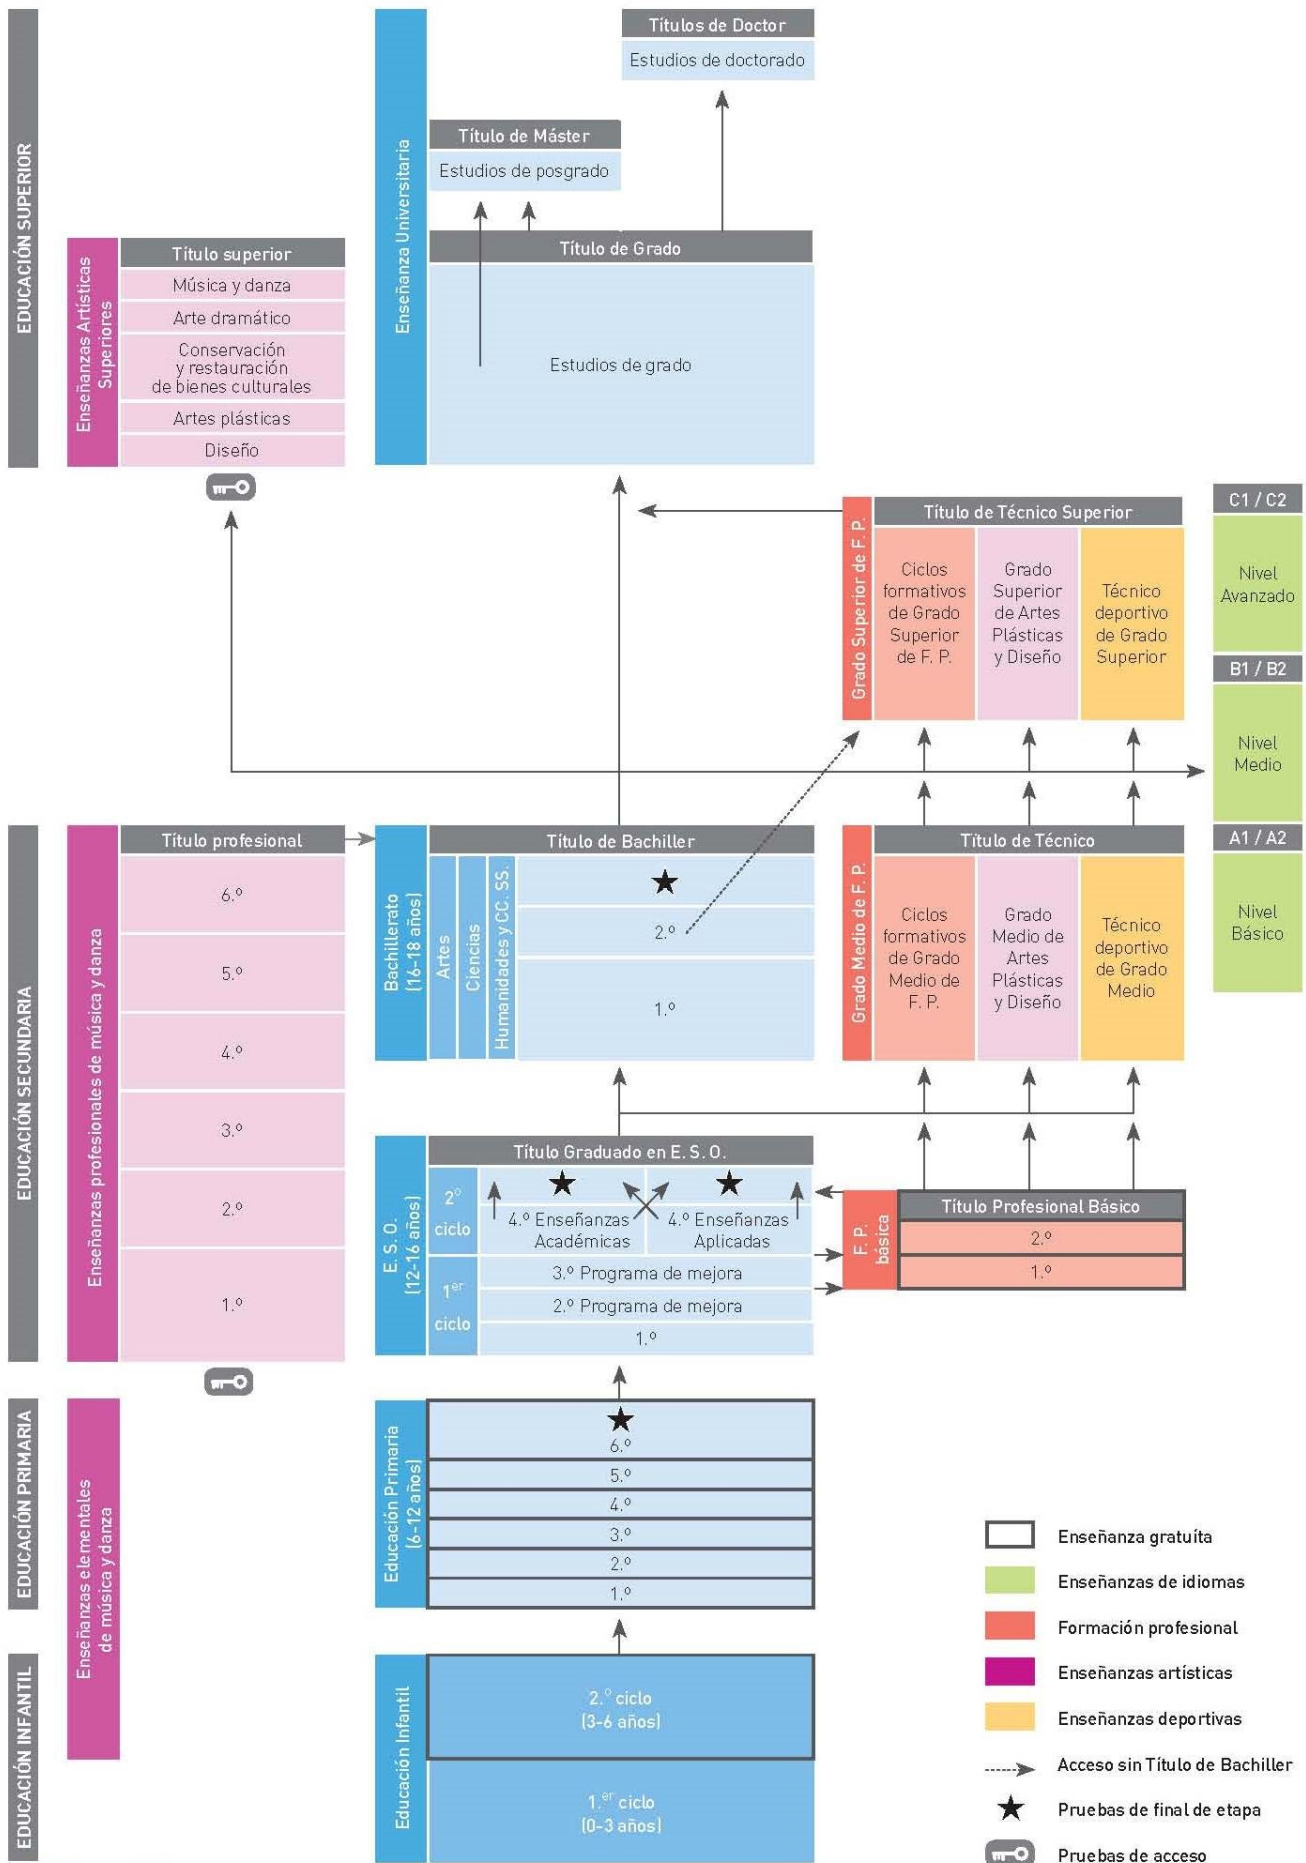 EDUCACIÓN SUPERIOR
Enseñanzas Artísticas
Superiores
Título superior
Música y danza
Arte dramático
Conservación
y restauración
de bienes culturales
Artes plásticas
Diseño
Enseñanza Universitaria
Títulos de Doctor
Estudios de doctorado
Título de Máster
Estudios de posgrado
Título de Grado
Estudios de grado
Grado Superior de F. P.
Título de Técnico Superior
Ciclos
formativos
de Grado
Superior
de F. P.
Grado
Superior
de Artes
Plásticas
y Diseño
Técnico
deportivo
de Grado
Superior
C1 / C2
Nivel
Avanzado
B1 / B2
Nivel
Medio
A1 / A2
Nivel
Básico
EDUCACIÓN SECUNDARIA
Enseñanzas profesionales de música y danza
Título profesional
6.º
5.º
4.º
3.º
2.º
1.º
Bachillerato
(16-18 años)
Título de Bachiller
Artes
Ciencias
Humanidades y CC. SS.
2.º
1.º
Grado Medio de F. P.
Título de Técnico
Ciclos
formativos
de Grado
Medio de
F. P.
Grado
Medio de
Artes
Plásticas
y Diseño
Técnico
deportivo
de Grado
Medio
E. S. O.
(12-16 años)
Título Graduado en E. S. O.
2º
ciclo
4.º Enseñanzas
Académicas
4.º Enseñanzas
Aplicadas
1er
ciclo
3.º Programa de mejora
2.º Programa de mejora
1.º
F. P.
básica
Título Profesional Básico
2.º
1.º
EDUCACIÓN PRIMARIA
Enseñanzas elementales
de música y danza
Educación Primaria
(6-12 años)
6.º
5.º
4.º
3.º
2.º
1.º
EDUCACIÓN INFANTIL
Educación Infantil
2.º ciclo
(3-6 años)
1.er ciclo
(0-3 años)
Enseñanza gratuíta
Enseñanzas de idiomas
Formación profesional
Enseñanzas artísticas
Enseñanzas deportivas
Acceso sin Título de Bachiller
Pruebas de final de etapa
Pruebas de acceso